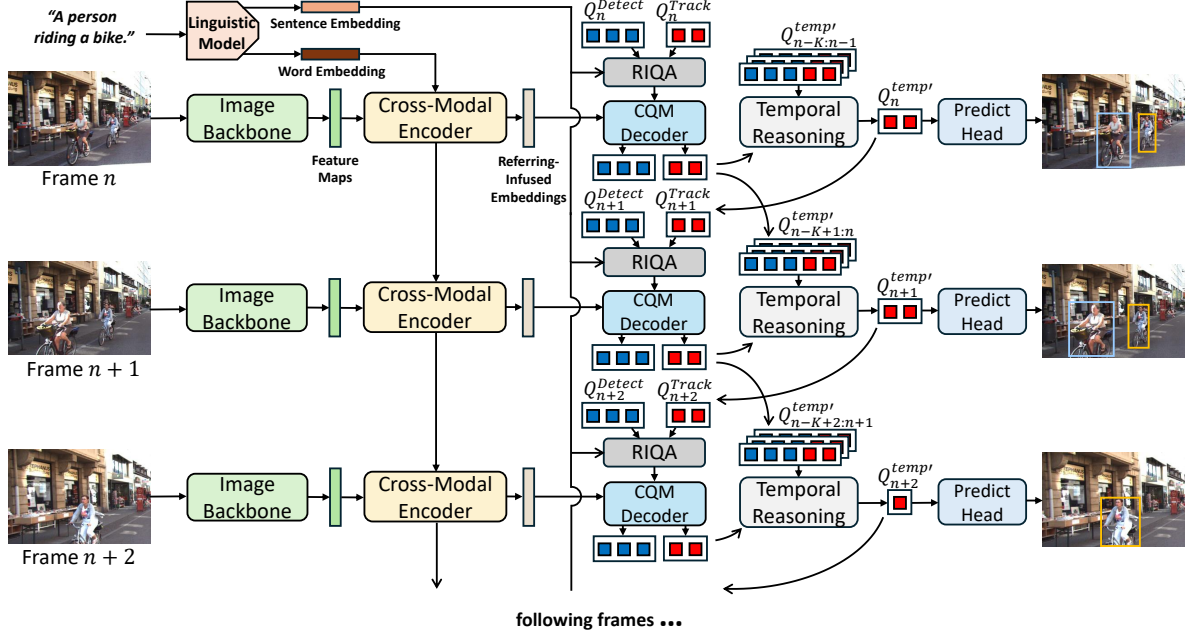 “A person
riding a bike.”
Linguistic
Model
Sentence Embedding
Word Embedding
Q_n^{Detect}
Q_n^{Track}
Q_{n-K:n-1}^{temp′}
RIQA
Image
Backbone
Feature
Maps
Cross-Modal
Encoder
Referring-
Infused
Embeddings
CQM
Decoder
Temporal
Reasoning
Q_n^{temp′}
Predict
Head
Frame n
Q_{n+1}^{Detect}
Q_{n+1}^{Track}
Q_{n-K+1:n}^{temp′}
RIQA
Image
Backbone
Cross-Modal
Encoder
CQM
Decoder
Temporal
Reasoning
Q_{n+1}^{temp′}
Predict
Head
Frame n + 1
Q_{n+2}^{Detect}
Q_{n+2}^{Track}
Q_{n-K+2:n+1}^{temp′}
RIQA
Image
Backbone
Cross-Modal
Encoder
CQM
Decoder
Temporal
Reasoning
Q_{n+2}^{temp′}
Predict
Head
Frame n + 2
following frames ...